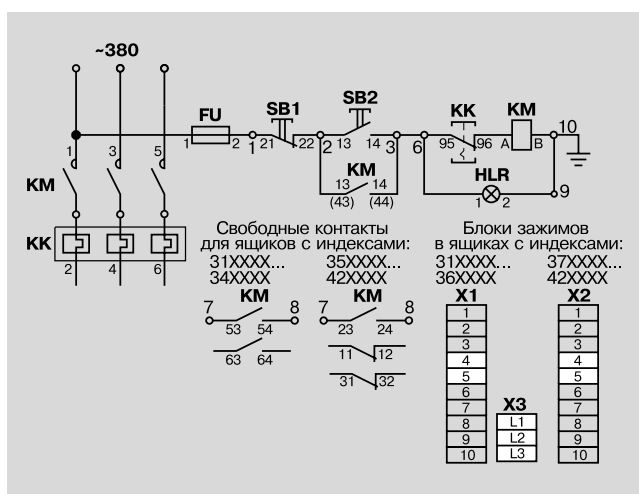 ~380
FU
SB1
SB2
KK
KM
10
1 2 1 21 22 2 13 14 3 6 95 96 A B
1 3 5
KM
13 14
(43) (44)
HLR
1 2
9
KM
KK
2 4 6
Свободные контакты
для ящиков с индексами:
31XXXX... 35XXXX...
34XXXX 42XXXX
KM KM
7 8 7 8
53 54 23 24
63 64 11 12
31 32
Блоки зажимов
в ящиках с индексами:
31XXXX... 37XXXX...
36XXXX 42XXXX
X1 X2
1 1
2 2
3 3
4 4
5 5
6 6
7 7
8 8
9 9
10 10
X3
L1
L2
L3